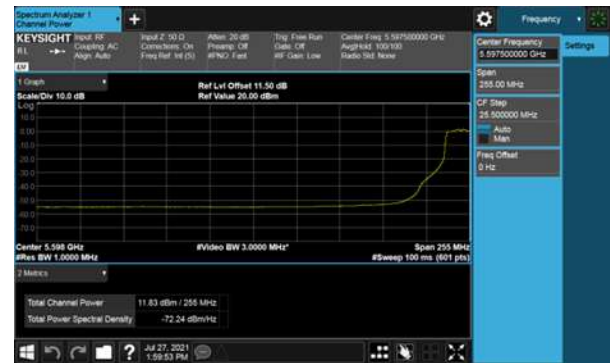 Spectrum Analyzer 1
Channel Power
Frequency
KEYSIGHT
RL
Input: RF
Coupling: AC
Align: Auto
Input Z: 50 Ω
Corrections: On
Freq Ref: Int (S)
Atten: 20 dB
Preamp: Off
#PNO: Fast
Trig: Free Run
Gate: Off
#IF Gain: Low
Center Freq: 5.597500000 GHz
Avg|Hold: 100/100
Radio Std: None
Center Frequency
5.597500000 GHz
Settings
Span
255.00 MHz
CF Step
25.500000 MHz
Auto
Man
Freq Offset
0 Hz
1 Graph
Scale/Div 10.0 dB
Ref Lvl Offset 11.50 dB
Ref Value 20.00 dBm
Log
10.0
0.00
-10.0
-20.0
-30.0
-40.0
-50.0
-60.0
-70.0
Center 5.598 GHz
#Res BW 1.0000 MHz
#Video BW 3.0000 MHz*
Span 255 MHz
#Sweep 100 ms (601 pts)
2 Metrics
Total Channel Power 11.83 dBm / 255 MHz
Total Power Spectral Density -72.24 dBm/Hz
?
Jul 27, 2021
1:59:53 PM